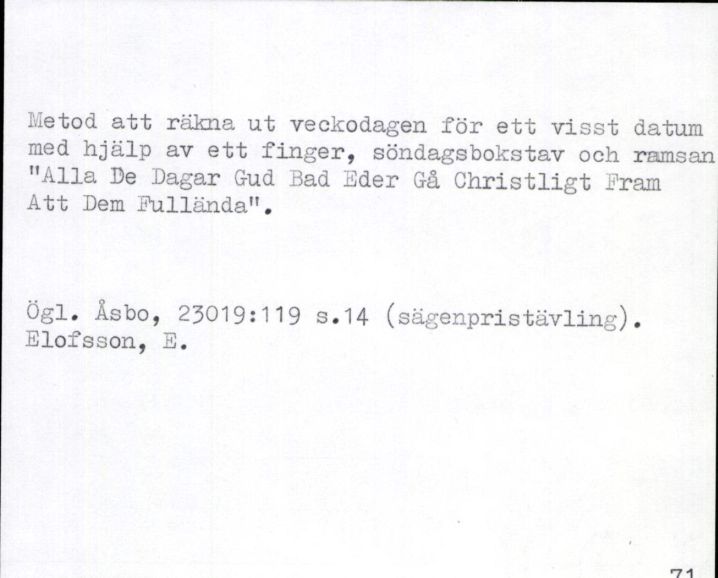 Metod att räkna ut veckodagen för ett visst datum
med hjälp av ett finger, söndagsbokstav och ramsan
"Alla De Dagar Gud Bad Eder Gå Christligt Fram
Att Dem Fullända".
Ögl. Åsbo, 23019:119 s.14 (sägenpristävling).
Elofsson, E.
71